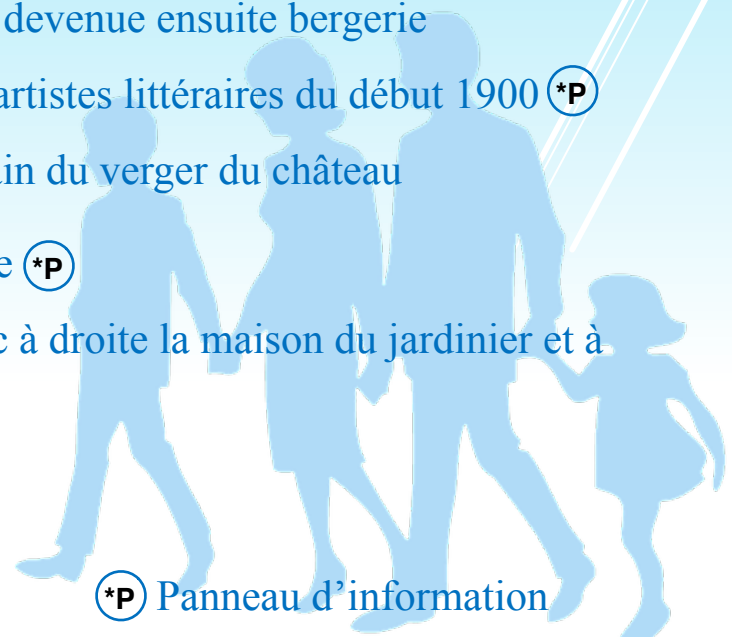 devenue ensuite bergerie
artistes littéraires du début 1900 *P
du verger du château
*P
à droite la maison du jardinier et à
*P Panneau d’information